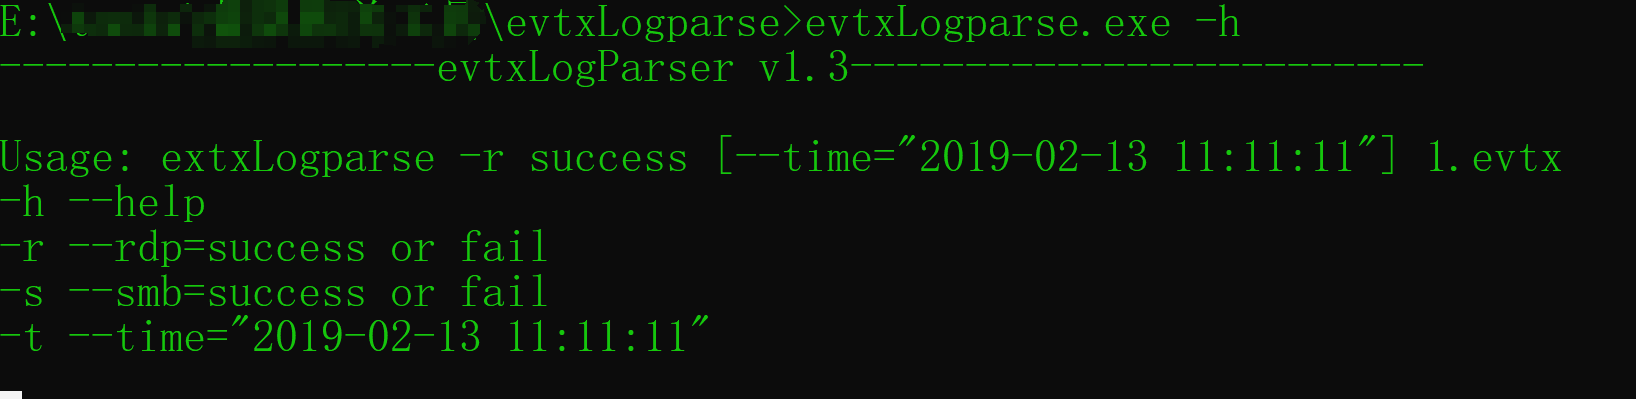 E:\ \evtxLogparse>evtxLogparse.exe -h
-------------------evtxLogParser v1.3-------------------------
Usage: extxLogparse -r success [--time="2019-02-13 11:11:11"] 1.evtx
-h --help
-r --rdp=success or fail
-s --smb=success or fail
-t --time="2019-02-13 11:11:11"